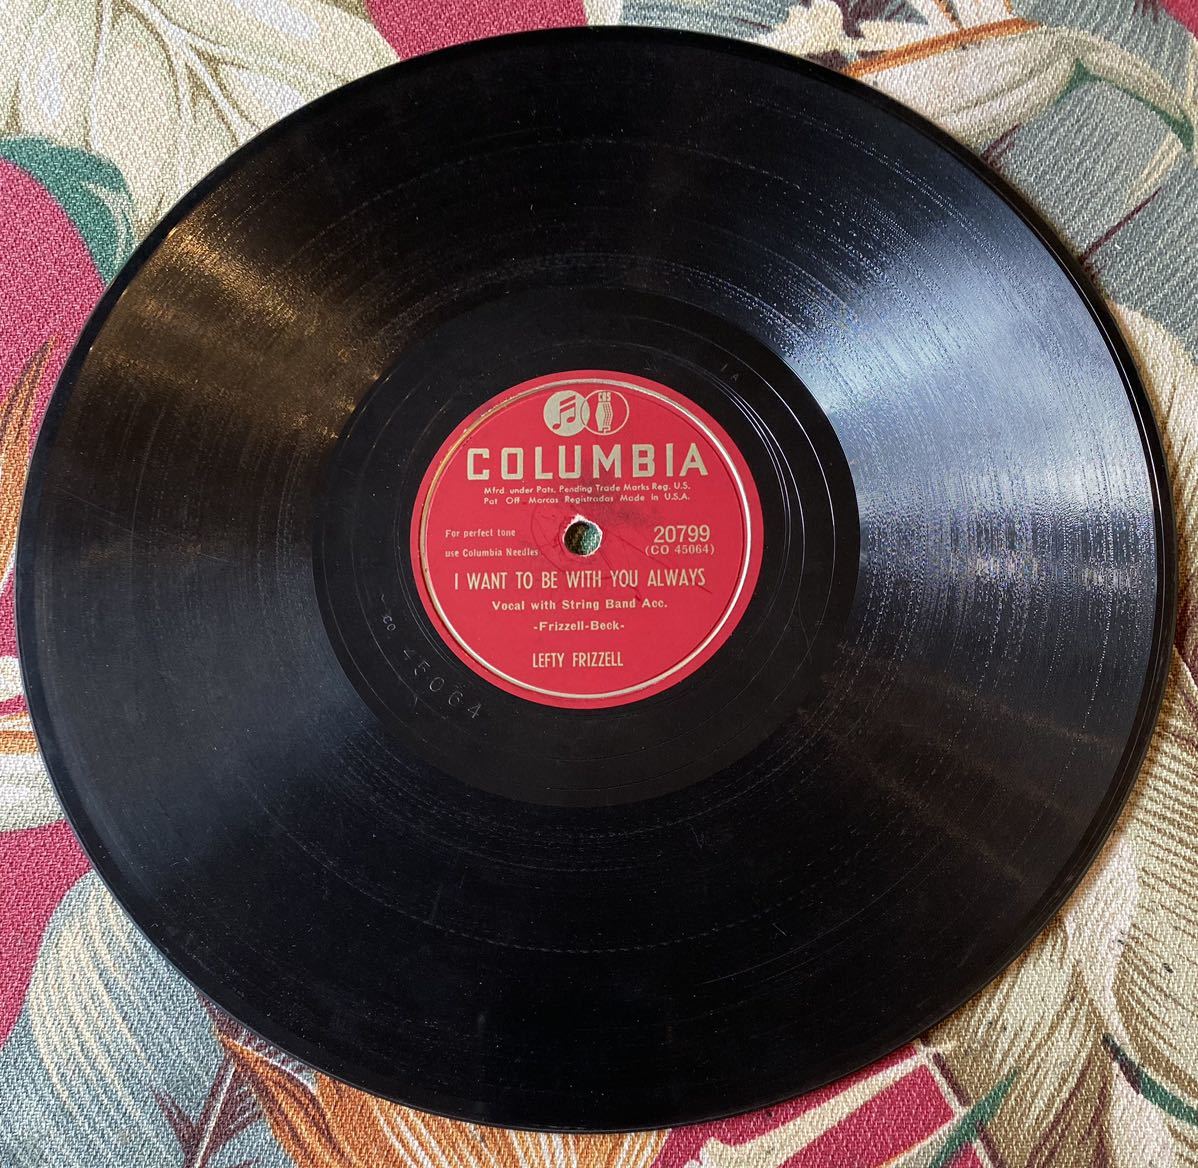 1A
CBS
COLUMBIA
Mfrd. under Pats. Pending Trade Marks Reg. U.S.
Pat Off Marcas Registradas Made in U.S.A.
For perfect tone
use Columbia Needles
20799
(CO 45064)
I WANT TO BE WITH YOU ALWAYS
Vocal with String Band Acc.
-Frizzell-Beck-
LEFTY FRIZZELL
CO 45064